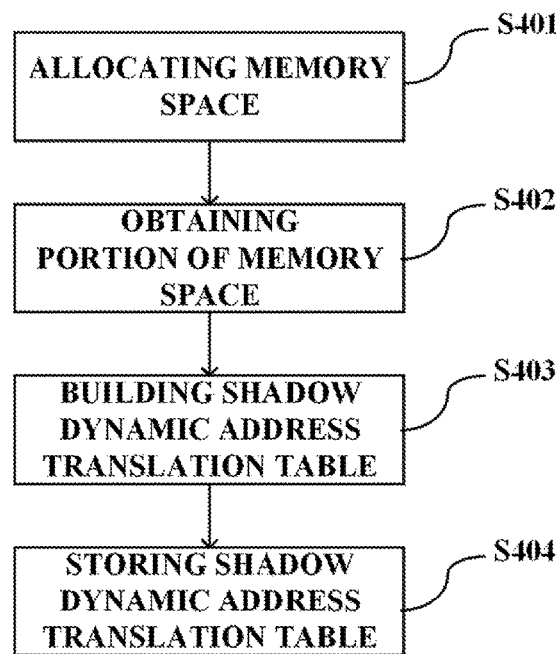 S401
ALLOCATING MEMORY
SPACE
S402
OBTAINING
PORTION OF MEMORY
SPACE
S403
BUILDING SHADOW
DYNAMIC ADDRESS
TRANSLATION TABLE
S404
STORING SHADOW
DYNAMIC ADDRESS
TRANSLATION TABLE